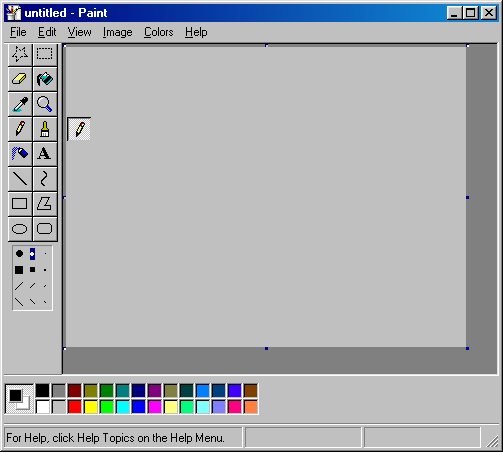 untitled - Paint
File Edit View Image Colors Help
A
For Help, click Help Topics on the Help Menu.